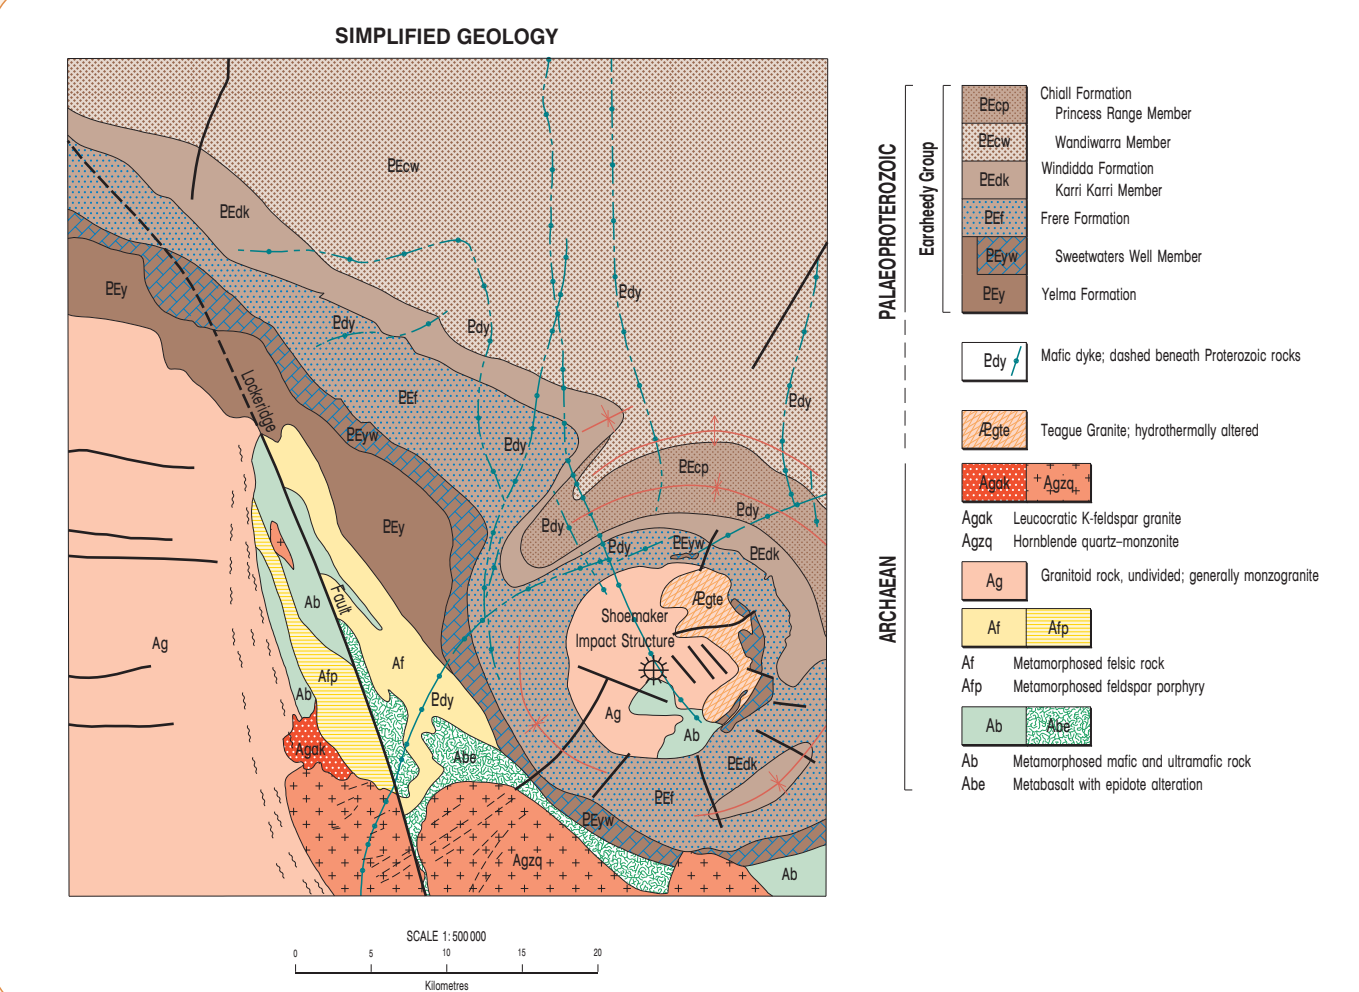 SIMPLIFIED GEOLOGY
PEcw
PEdk
PEy
Pdy
Pdy
Pdy
Pdy
Lockeridge
PEf
PEyw
Pdy
PEcp
PEy
Pdy
Pdy
Pdy
PEyw
PEdk
Ab
Fault
Ægte
Shoemaker
Impact Structure
Ag
Af
Afp
Ab
Pdy
Ag
Ab
Agak
Abe
PEdk
PEf
PEyw
Agzq
Ab
SCALE 1: 500 000
0 5 10 15 20
Kilometres
PALAEOPROTEROZOIC
Earaheedy Group
PEcp
Chiall Formation
Princess Range Member
PEcw
Wandiwarra Member
PEdk
Windidda Formation
Karri Karri Member
PEf
Frere Formation
PEyw
Sweetwaters Well Member
PEy
Yelma Formation
Pdy
Mafic dyke; dashed beneath Proterozoic rocks
Ægte
Teague Granite; hydrothermally altered
ARCHAEAN
Agak Agzq
Agak Leucocratic K-feldspar granite
Agzq Hornblende quartz–monzonite
Ag
Granitoid rock, undivided; generally monzogranite
Af Afp
Af Metamorphosed felsic rock
Afp Metamorphosed feldspar porphyry
Ab Abe
Ab Metamorphosed mafic and ultramafic rock
Abe Metabasalt with epidote alteration